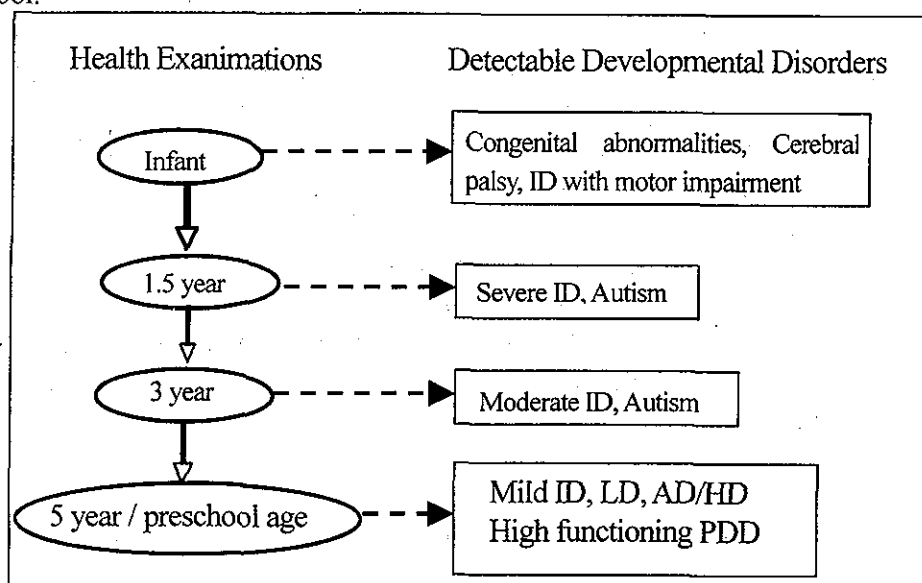 Health Exanimations
Detectable Developmental Disorders
Infant
Congenital abnormalities, Cerebral
palsy, ID with motor impairment
1.5 year
Severe ID, Autism
3 year
Moderate ID, Autism
5 year / preschool age
Mild ID, LD, AD/HD
High functioning PDD